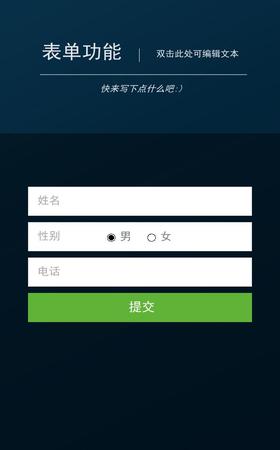 表单功能 | 双击此处可编辑文本
快来写下点什么吧:)
姓名
性别 男 女
电话
提交